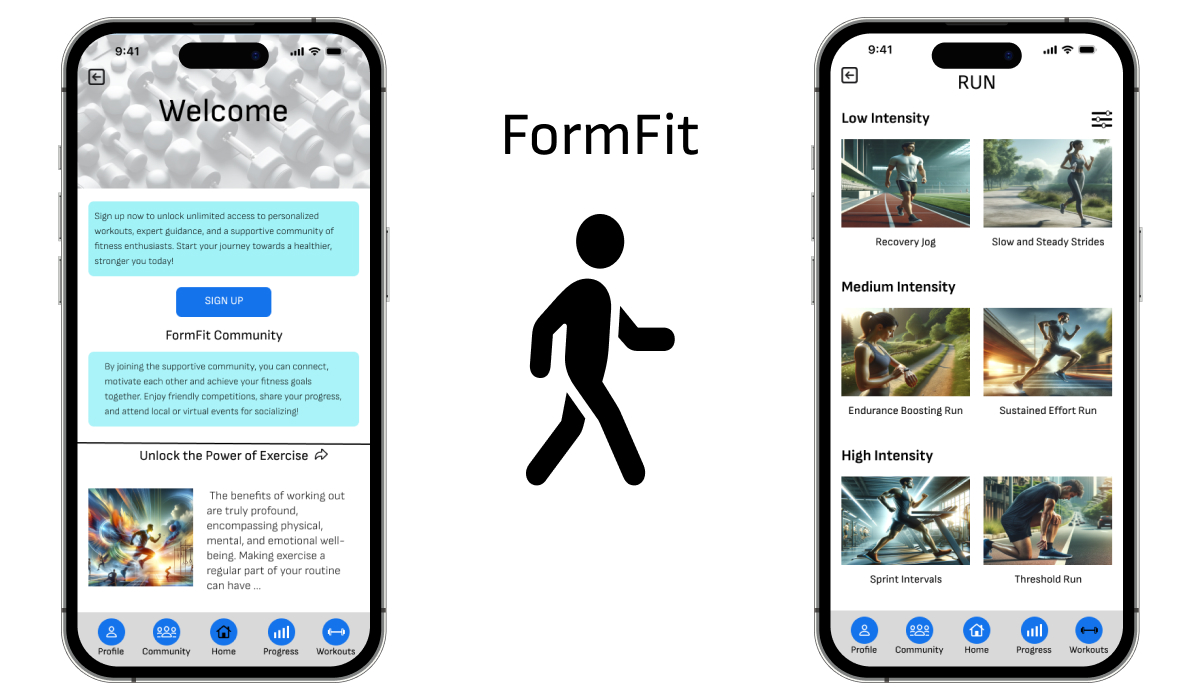 9:41
Welcome
Sign up now to unlock unlimited access to personalized
workouts, expert guidance, and a supportive community of
fitness enthusiasts. Start your journey towards a healthier,
stronger you today!
SIGN UP
FormFit Community
By joining the supportive community, you can connect,
motivate each other and achieve your fitness goals
together. Enjoy friendly competitions, share your progress,
and attend local or virtual events for socializing!
Unlock the Power of Exercise
The benefits of working out
are truly profound,
encompassing physical,
mental, and emotional well-
being. Making exercise a
regular part of your routine
can have ...
Profile Community Home Progress Workouts
FormFit
9:41
RUN
Low Intensity
Recovery Jog Slow and Steady Strides
Medium Intensity
Endurance Boosting Run Sustained Effort Run
High Intensity
Sprint Intervals Threshold Run
Profile Community Home Progress Workouts